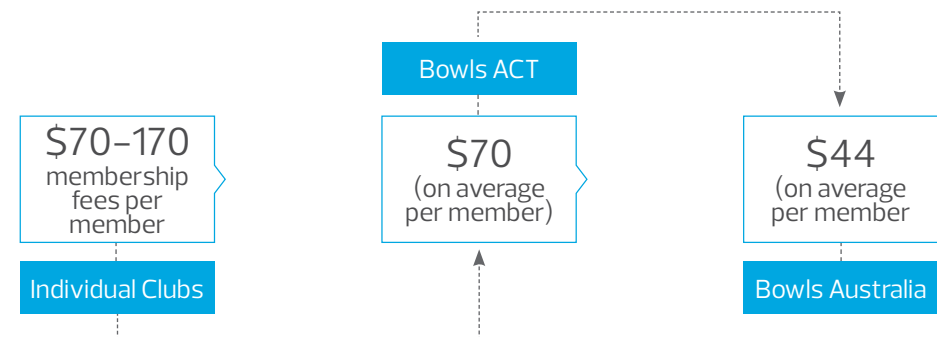 Bowls ACT
$70-170
membership
fees per
member
Individual Clubs
$70
(on average
per member)
$44
(on average
per member
Bowls Australia